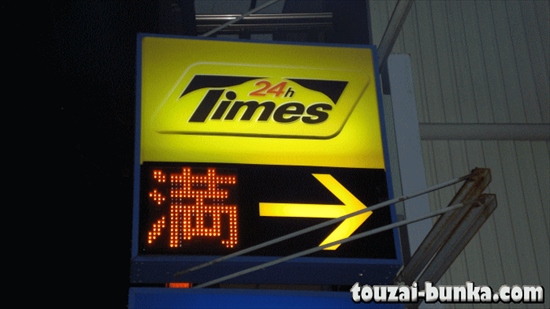 24h
Times
満
touzai-bunka.com